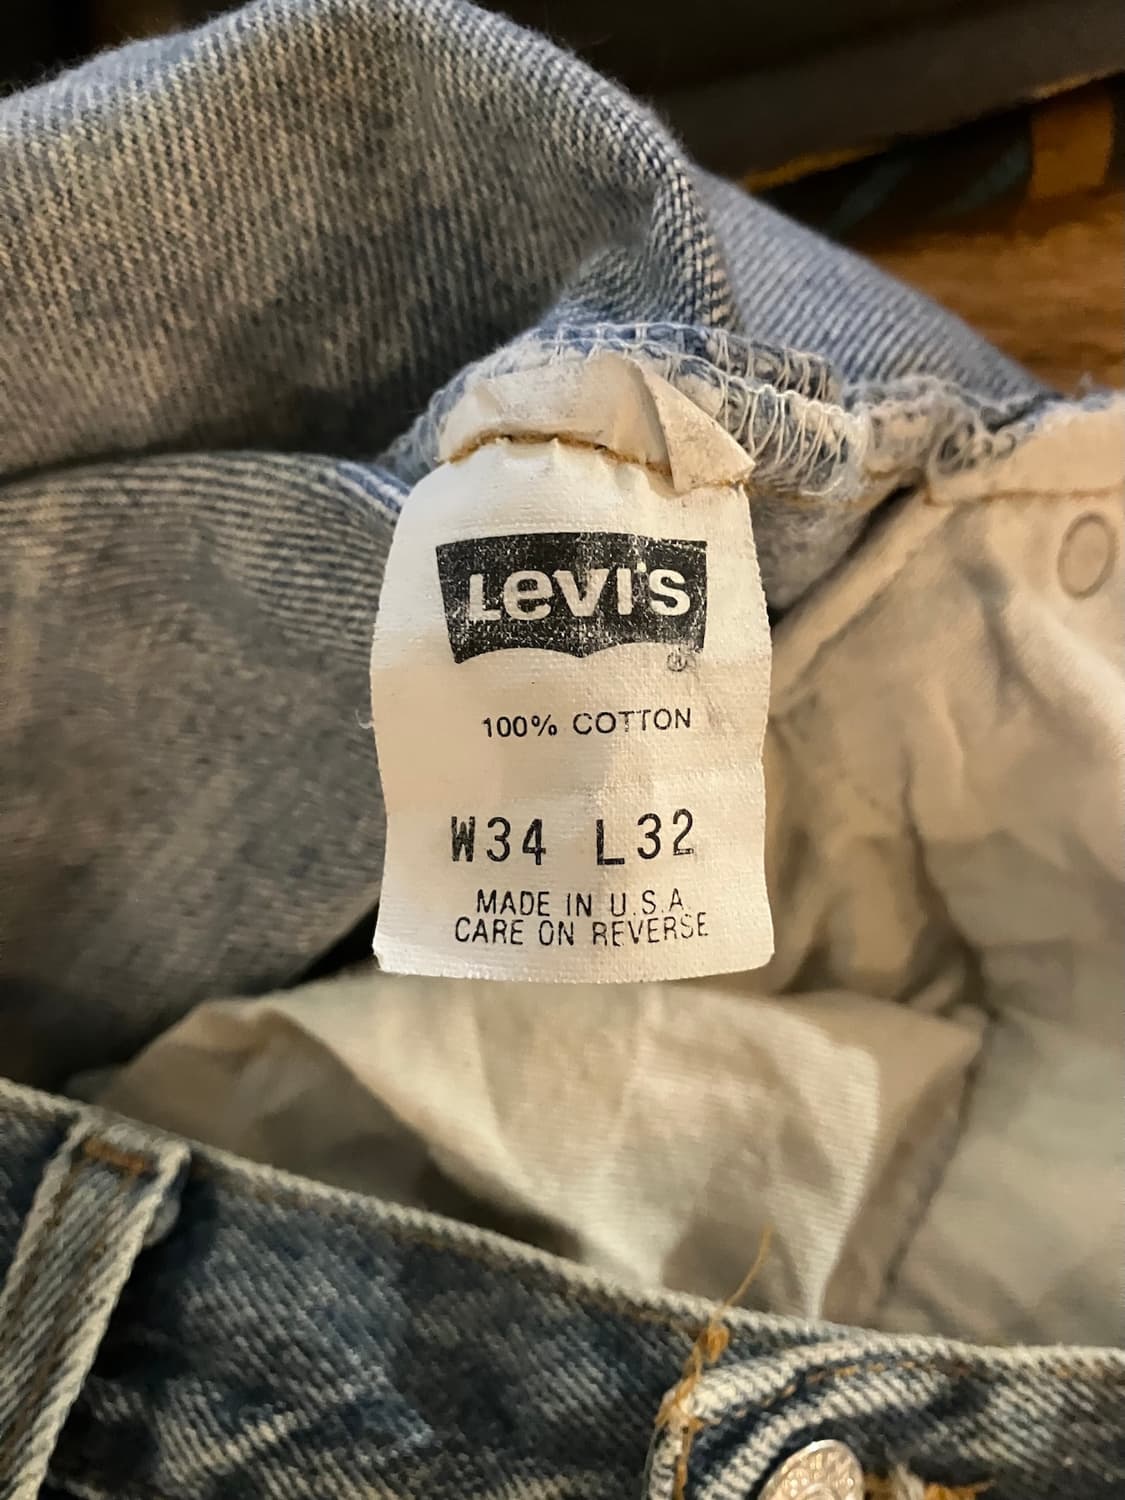 Levi's
®
100% COTTON
W34 L32
MADE IN U.S.A.
CARE ON REVERSE